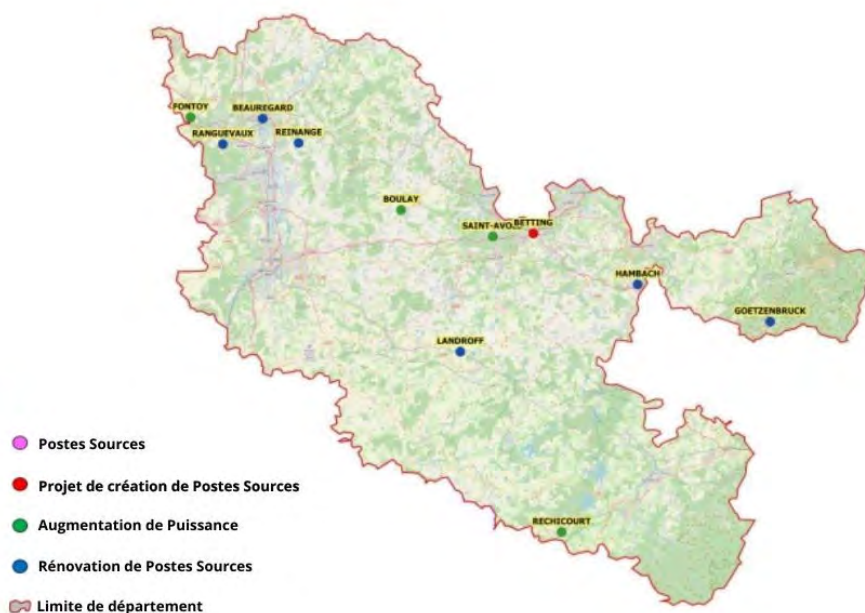 FONTOY
BEAUREGARD
RANGUEVAUX
REINANGE
BOULAY
SAINT-AVOLD
BETTING
HAMBACH
GOETZENBRUCK
LANDROFF
RECHICOURT
Postes Sources
Projet de création de Postes Sources
Augmentation de Puissance
Rénovation de Postes Sources
Limite de département